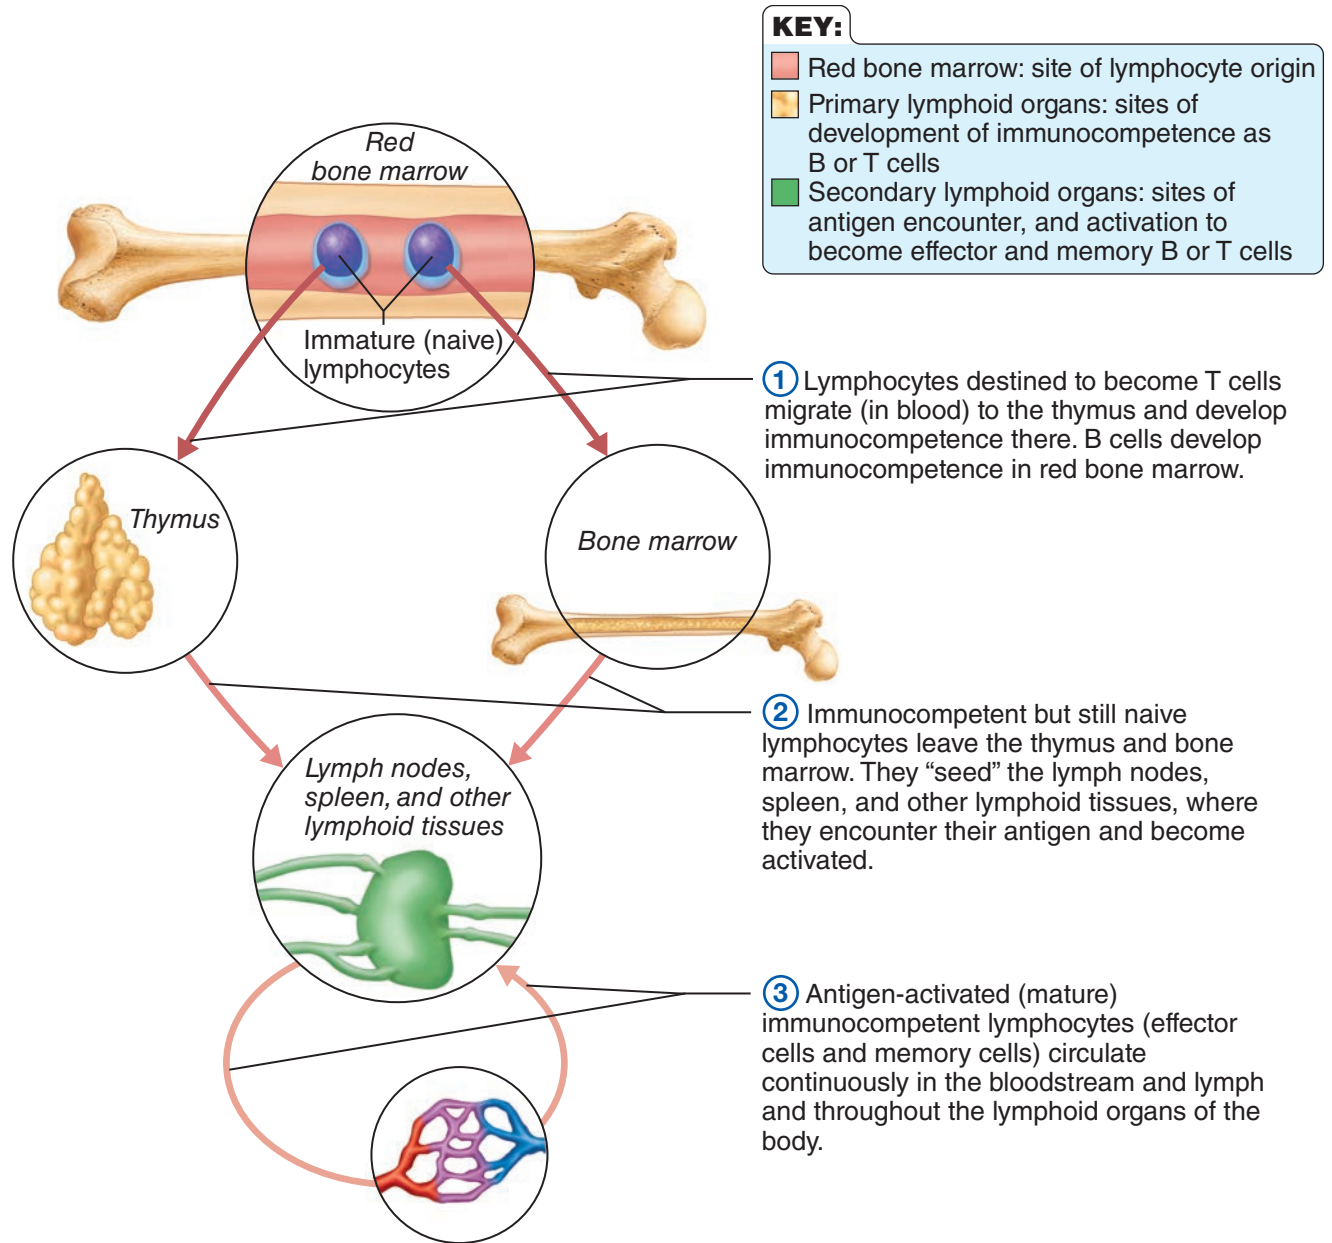 KEY:
Red bone marrow: site of lymphocyte origin
Primary lymphoid organs: sites of
development of immunocompetence as
B or T cells
Secondary lymphoid organs: sites of
antigen encounter, and activation to
become effector and memory B or T cells
Red
bone marrow
Immature (naive)
lymphocytes
1 Lymphocytes destined to become T cells
migrate (in blood) to the thymus and develop
immunocompetence there. B cells develop
immunocompetence in red bone marrow.
Thymus
Bone marrow
2 Immunocompetent but still naive
lymphocytes leave the thymus and bone
marrow. They “seed” the lymph nodes,
spleen, and other lymphoid tissues, where
they encounter their antigen and become
activated.
Lymph nodes,
spleen, and other
lymphoid tissues
3 Antigen-activated (mature)
immunocompetent lymphocytes (effector
cells and memory cells) circulate
continuously in the bloodstream and lymph
and throughout the lymphoid organs of the
body.